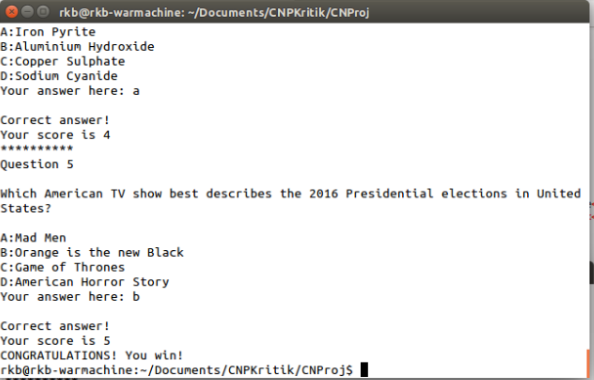 rkb@rkb-warmachine: ~/Documents/CNPKritik/CNProj
A:Iron Pyrite
B:Aluminium Hydroxide
C:Copper Sulphate
D:Sodium Cyanide
Your answer here: a
Correct answer!
Your score is 4
**********
Question 5
Which American TV show best describes the 2016 Presidential elections in United
States?
A:Mad Men
B:Orange is the new Black
C:Game of Thrones
D:American Horror Story
Your answer here: b
Correct answer!
Your score is 5
CONGRATULATIONS! You win!
rkb@rkb-warmachine:~/Documents/CNPKritik/CNProj$